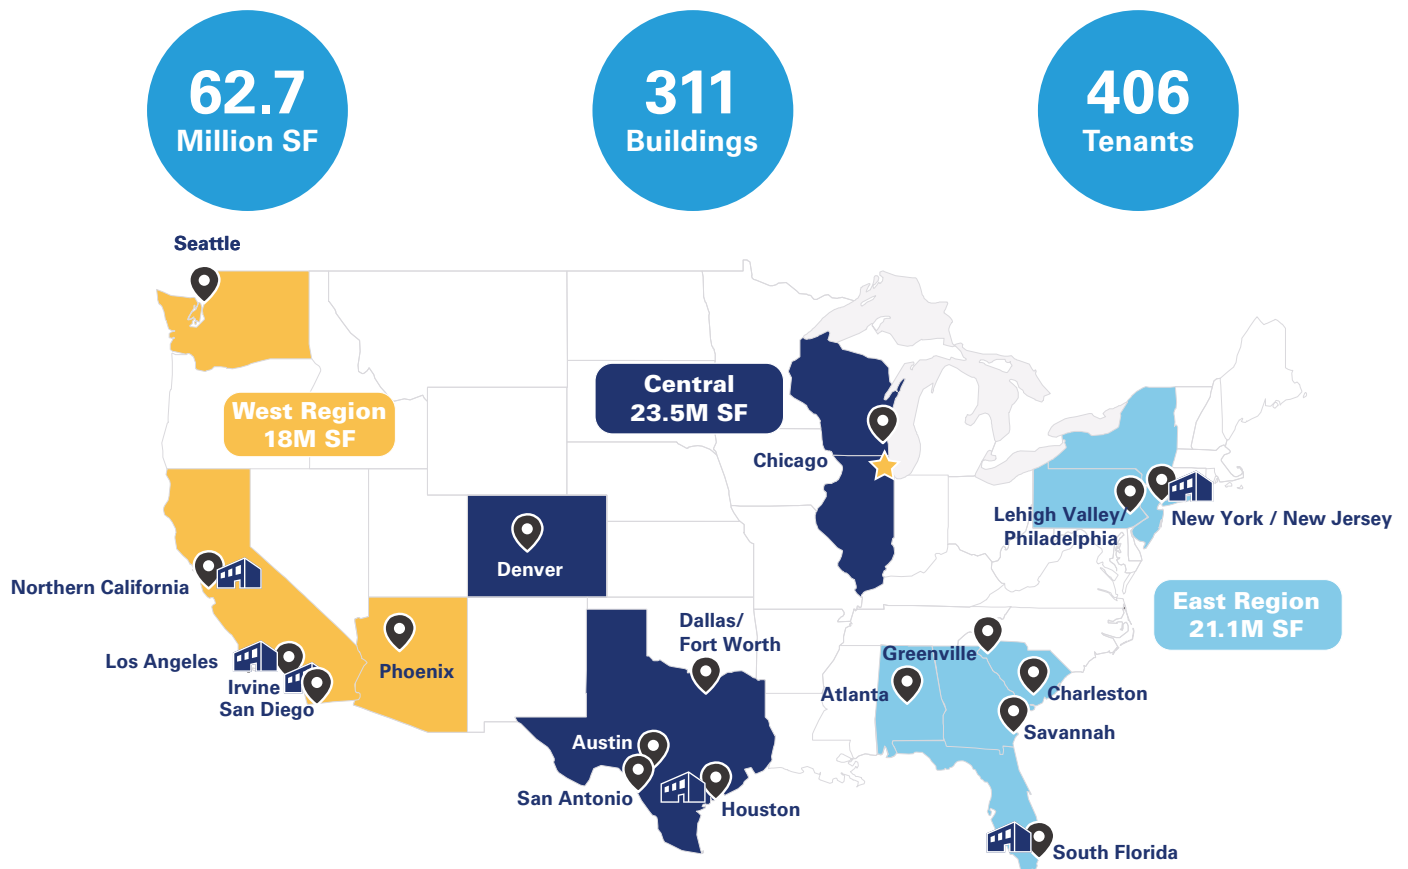 62.7
Million SF
311
Buildings
406
Tenants
Seattle
West Region
18M SF
Central
23.5M SF
Chicago
Lehigh Valley/
Philadelphia
New York / New Jersey
Denver
Northern California
East Region
21.1M SF
Dallas/
Fort Worth
Los Angeles
Phoenix
Irvine
San Diego
Greenville
Atlanta
Charleston
Savannah
Austin
San Antonio
Houston
South Florida